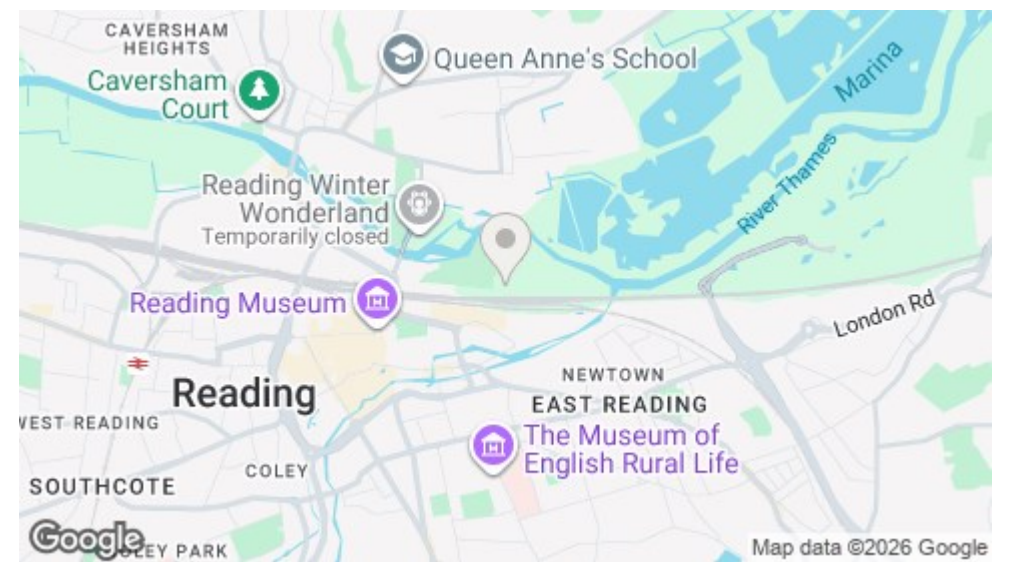 CAVERSHAM
HEIGHTS
Queen Anne's School
Caversham
Court
Marina
River Thames
Reading Winter
Wonderland
Temporarily closed
Reading Museum
London Rd
Reading
NEWTOWN
EAST READING
WEST READING
The Museum of
English Rural Life
COLEY
SOUTHCOTE
Google
COLEY PARK
Map data ©2026 Google